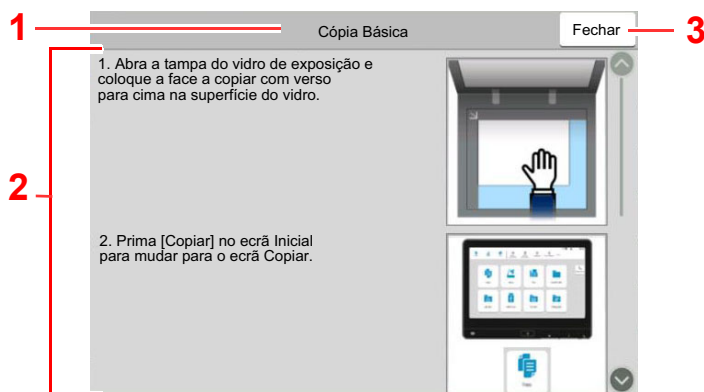 1
Cópia Básica
Fechar
3
1. Abra a tampa do vidro de exposição e
coloque a face a copiar com verso
para cima na superfície do vidro.
2
2. Prima [Copiar] no ecrã Inicial
para mudar para o ecrã Copiar.